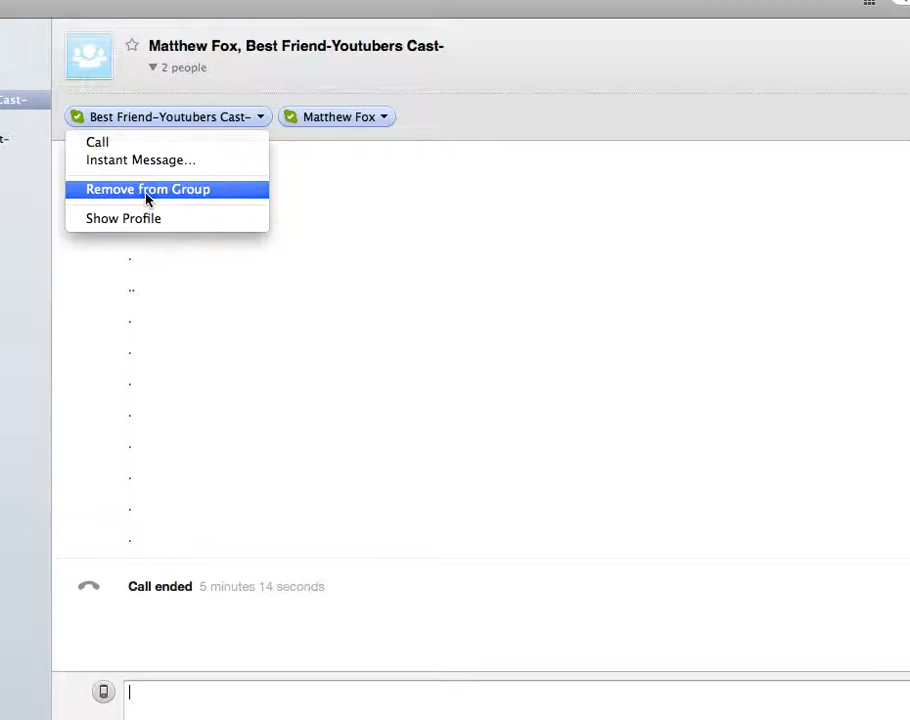 Matthew Fox, Best Friend-Youtubers Cast-
▼ 2 people
Cast-
Best Friend-Youtubers Cast- ▼ Matthew Fox ▼
t-
Call
Instant Message...
Remove from Group
Show Profile
.
..
.
.
.
.
.
.
.
.
Call ended 5 minutes 14 seconds